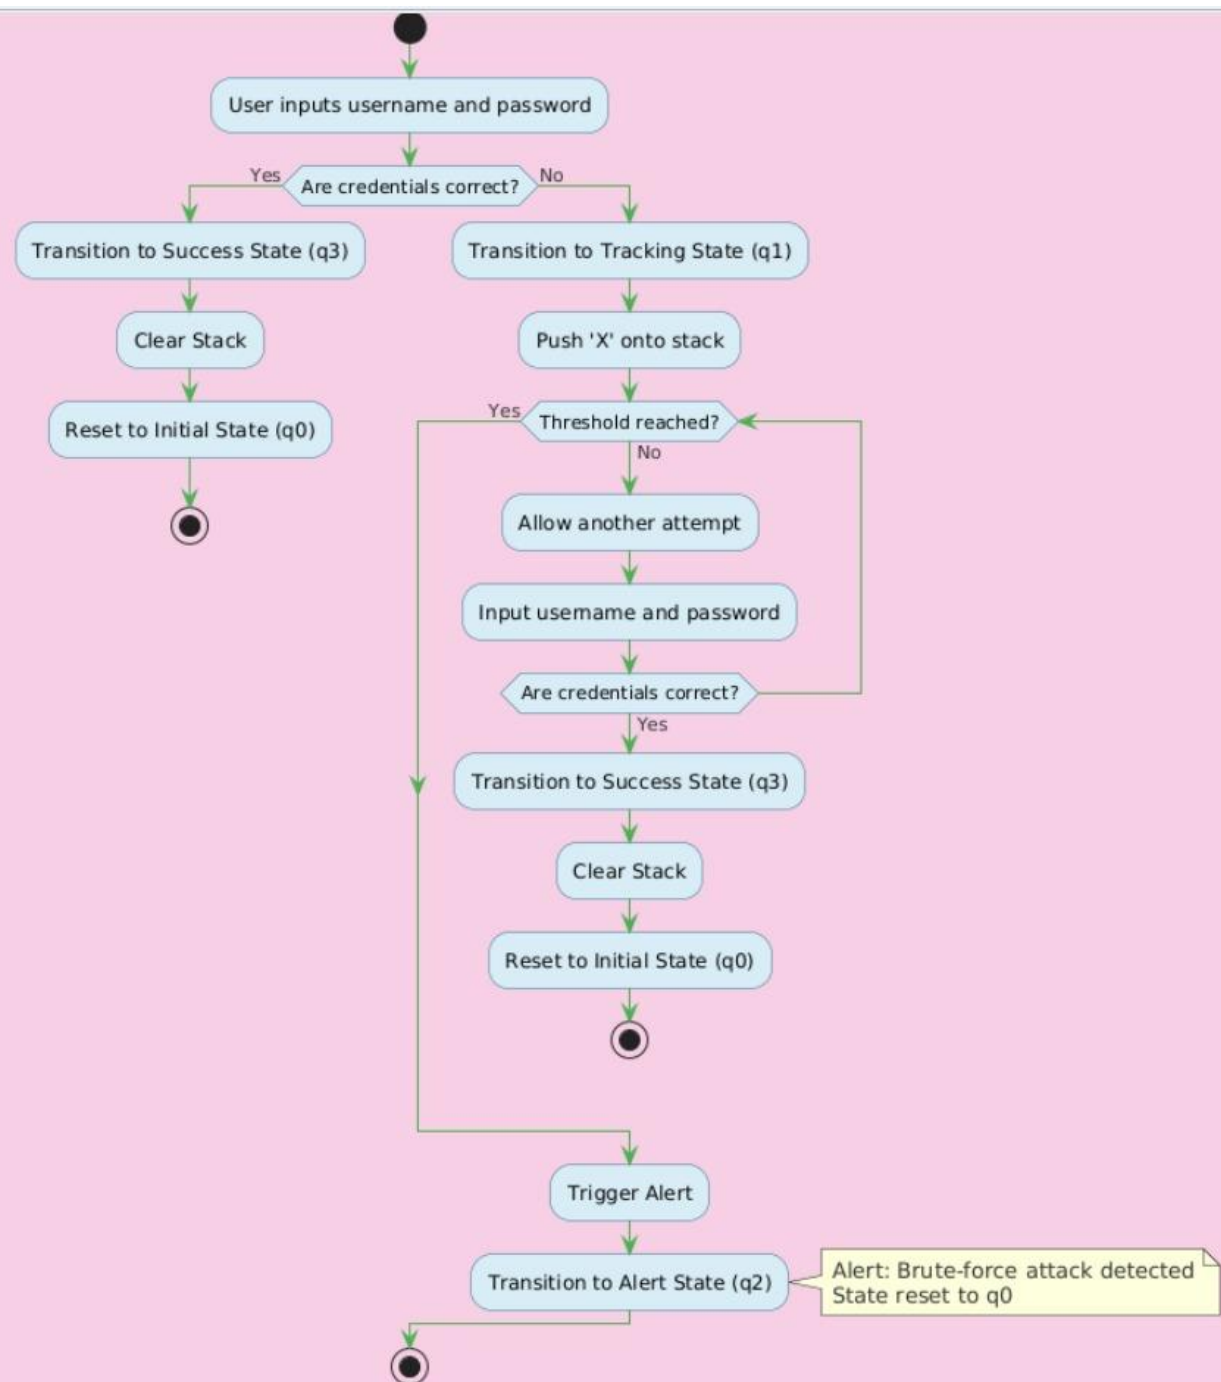 User inputs username and password
Yes
Are credentials correct?
No
Transition to Success State (q3)
Transition to Tracking State (q1)
Clear Stack
Push 'X' onto stack
Reset to Initial State (q0)
Yes
Threshold reached?
No
Allow another attempt
Input username and password
Are credentials correct?
Yes
Transition to Success State (q3)
Clear Stack
Reset to Initial State (q0)
Trigger Alert
Transition to Alert State (q2)
Alert: Brute-force attack detected
State reset to q0